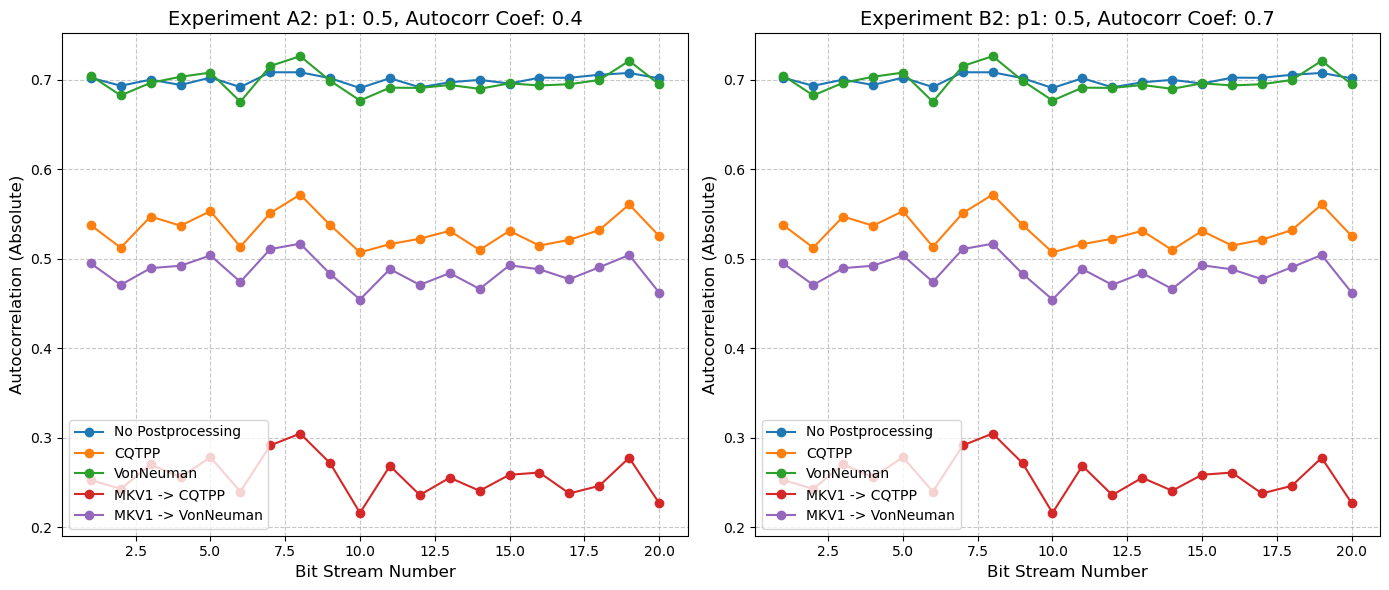 Experiment A2: p1: 0.5, Autocorr Coef: 0.4
Autocorrelation (Absolute)
0.7
0.6
0.5
0.4
0.3
0.2
No Postprocessing
CQTPP
VonNeuman
MKV1 -> CQTPP
MKV1 -> VonNeuman
2.5 5.0 7.5 10.0 12.5 15.0 17.5 20.0
Bit Stream Number
Experiment B2: p1: 0.5, Autocorr Coef: 0.7
Autocorrelation (Absolute)
0.7
0.6
0.5
0.4
0.3
0.2
No Postprocessing
CQTPP
VonNeuman
MKV1 -> CQTPP
MKV1 -> VonNeuman
2.5 5.0 7.5 10.0 12.5 15.0 17.5 20.0
Bit Stream Number